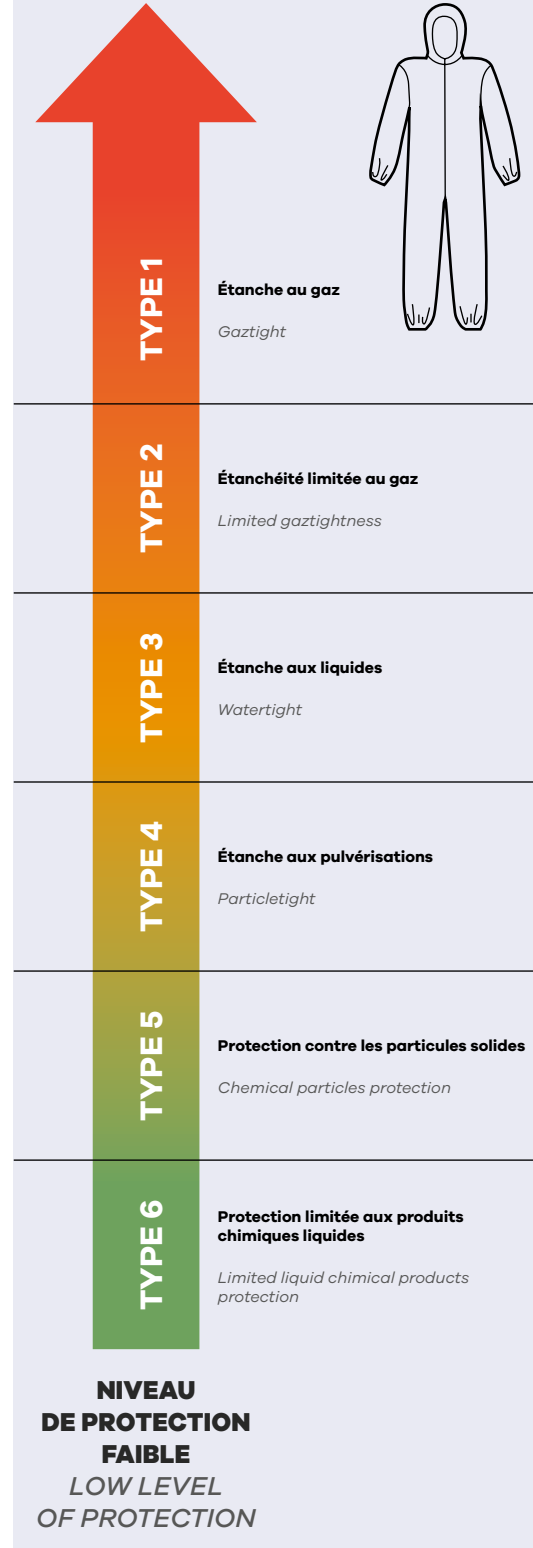 TYPE 1
Étanche au gaz
Gaztight
TYPE 2
Étanchéité limitée au gaz
Limited gaztightness
TYPE 3
Étanche aux liquides
Watertight
TYPE 4
Étanche aux pulvérisations
Particletight
TYPE 5
Protection contre les particules solides
Chemical particles protection
TYPE 6
Protection limitée aux produits
chimiques liquides
Limited liquid chimical products
protection
NIVEAU
DE PROTECTION
FAIBLE
LOW LEVEL
OF PROTECTION